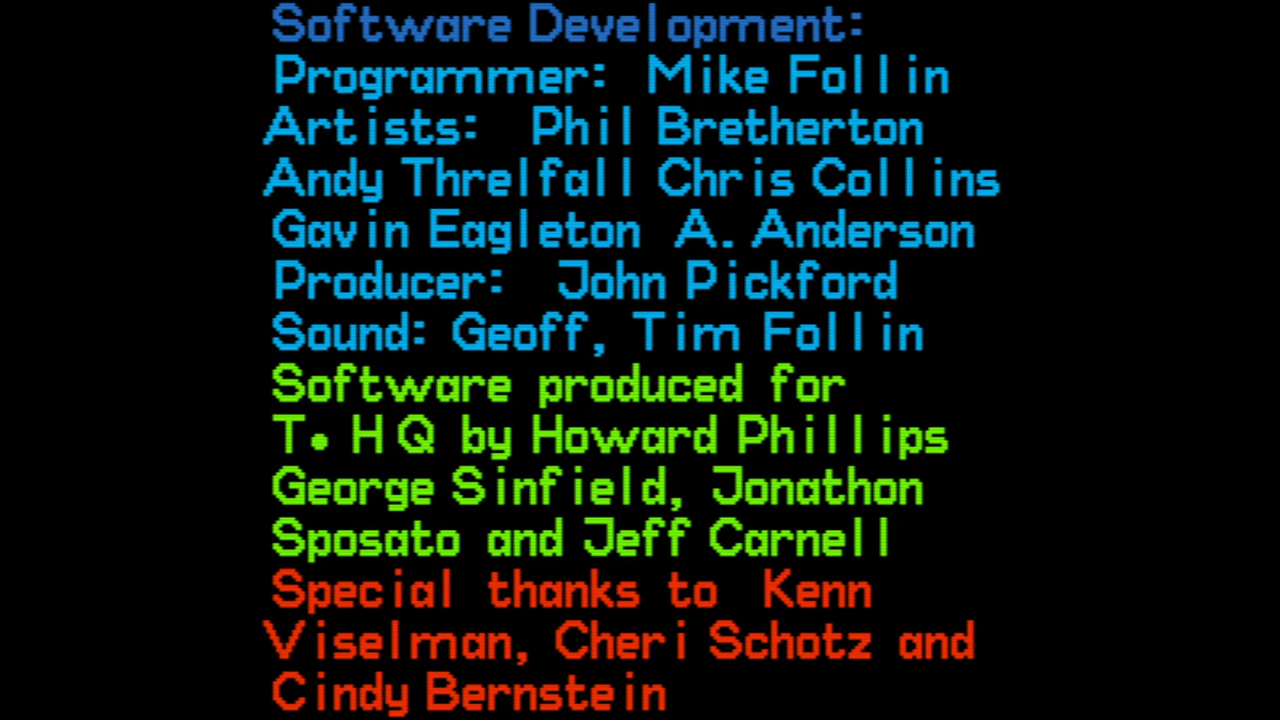 Software Development:
Programmer: Mike Follin
Artists: Phil Bretherton
Andy Threlfall Chris Collins
Gavin Eagleton A. Anderson
Producer: John Pickford
Sound: Geoff, Tim Follin
Software produced for
T. HQ by Howard Phillips
George Sinfield, Jonathon
Sposato and Jeff Carnell
Special thanks to Kenn
Viselman, Cheri Schotz and
Cindy Bernstein